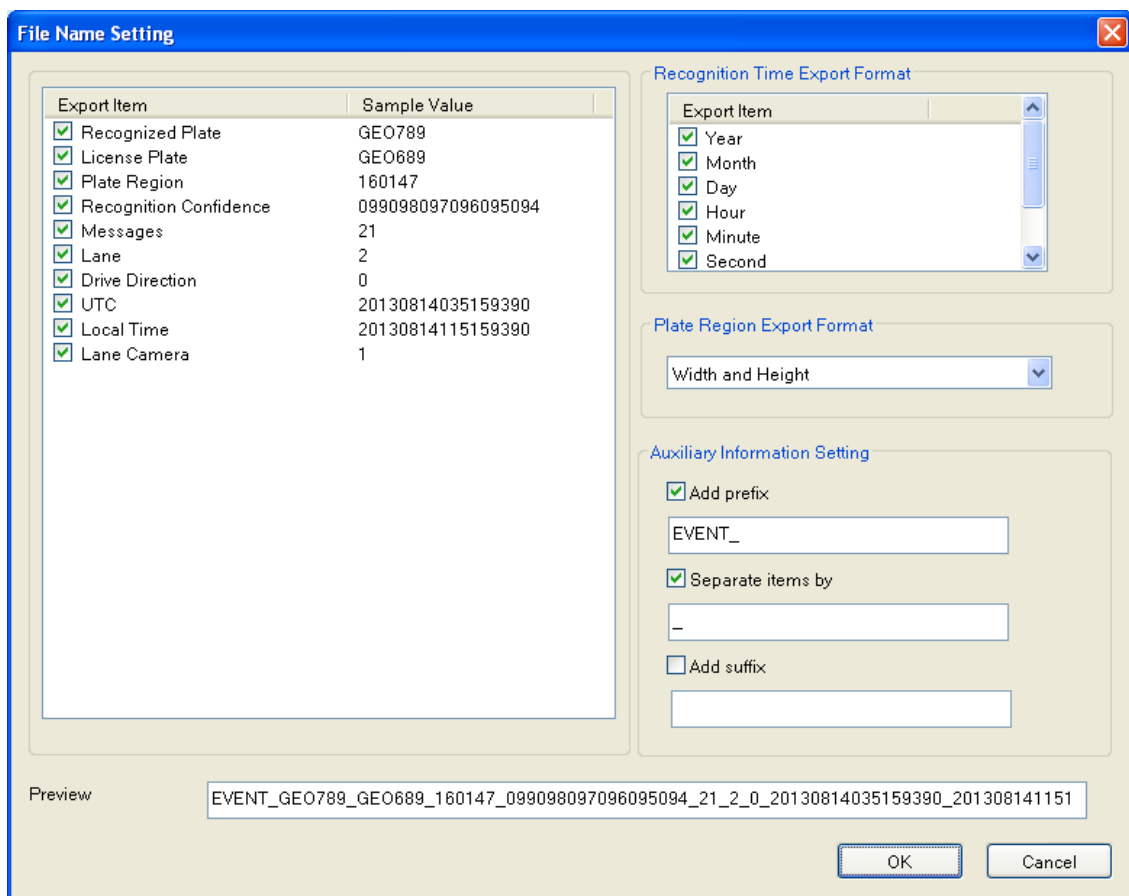 File Name Setting
Export Item Sample Value
Recognized Plate GEO789
License Plate GEO689
Plate Region 160147
Recognition Confidence 099098097096095094
Messages 21
Lane 2
Drive Direction 0
UTC 20130814035159390
Local Time 20130814115159390
Lane Camera 1
Recognition Time Export Format
Export Item
Year
Month
Day
Hour
Minute
Second
Plate Region Export Format
Width and Height
Auxiliary Information Setting
Add prefix
EVENT_
Separate items by
_
Add suffix
Preview EVENT_GEO789_GEO689_160147_099098097096095094_21_2_0_20130814035159390_201308141151
OK Cancel